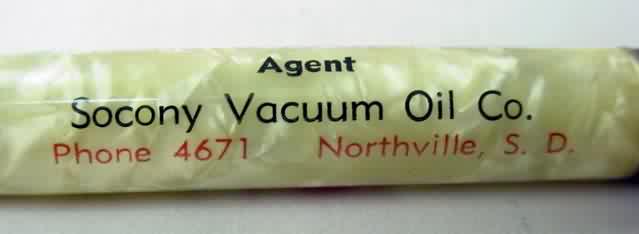 Agent
Socony Vacuum Oil Co.
Phone 4671 Northville, S. D.